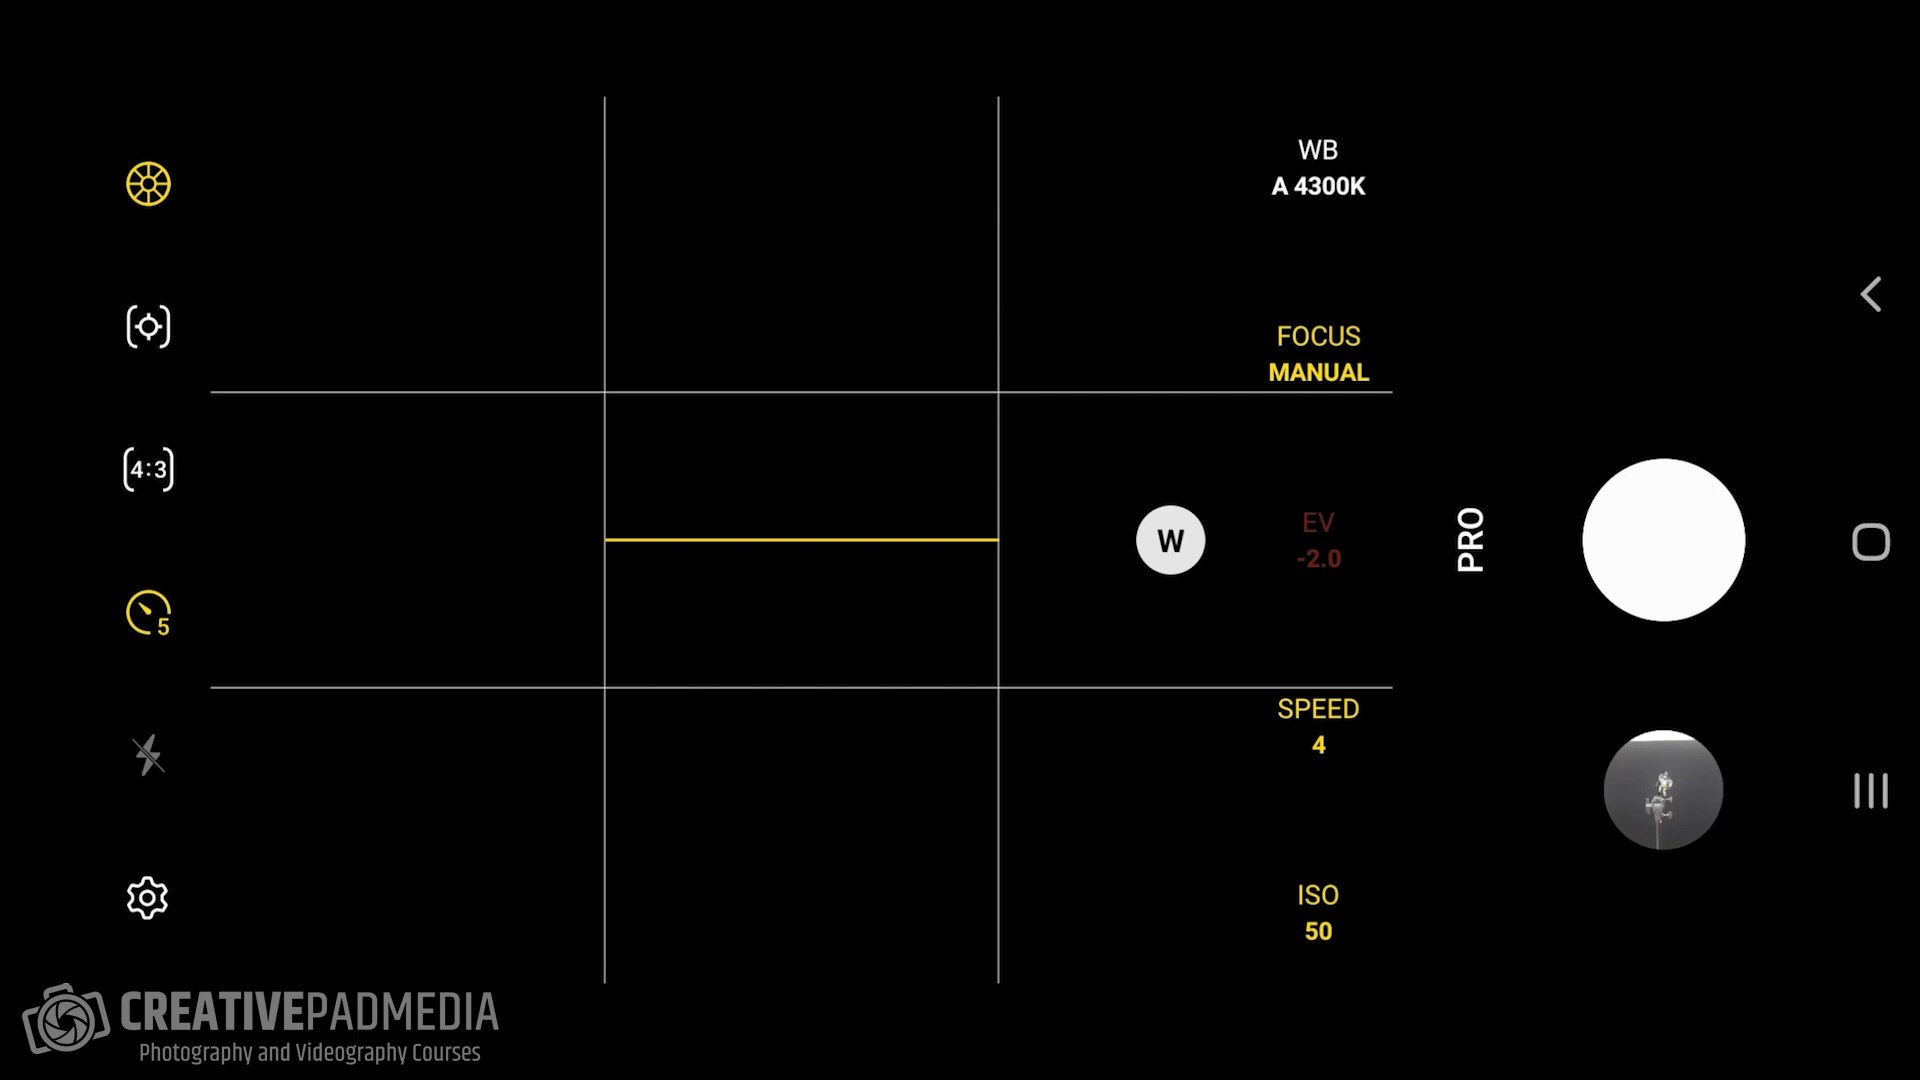 WB
A 4300K
FOCUS
MANUAL
4:3
W
EV
-2.0
PRO
5
SPEED
4
ISO
50
CREATIVEPADMEDIA
Photography and Videography Courses